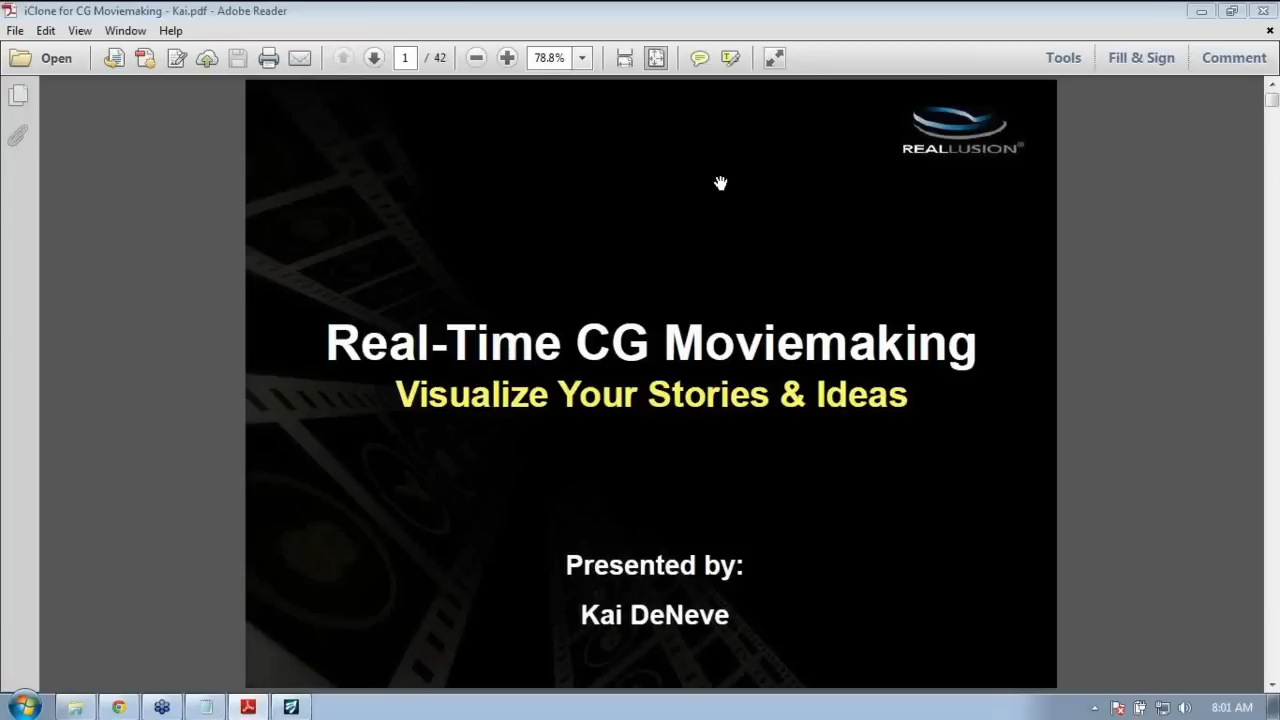 iClone for CG Moviemaking - Kai.pdf - Adobe Reader
File Edit View Window Help
Open 1 / 42 78.8% Tools Fill & Sign Comment
REALLUSION®
Real-Time CG Moviemaking
Visualize Your Stories & Ideas
Presented by:
Kai DeNeve
8:01 AM